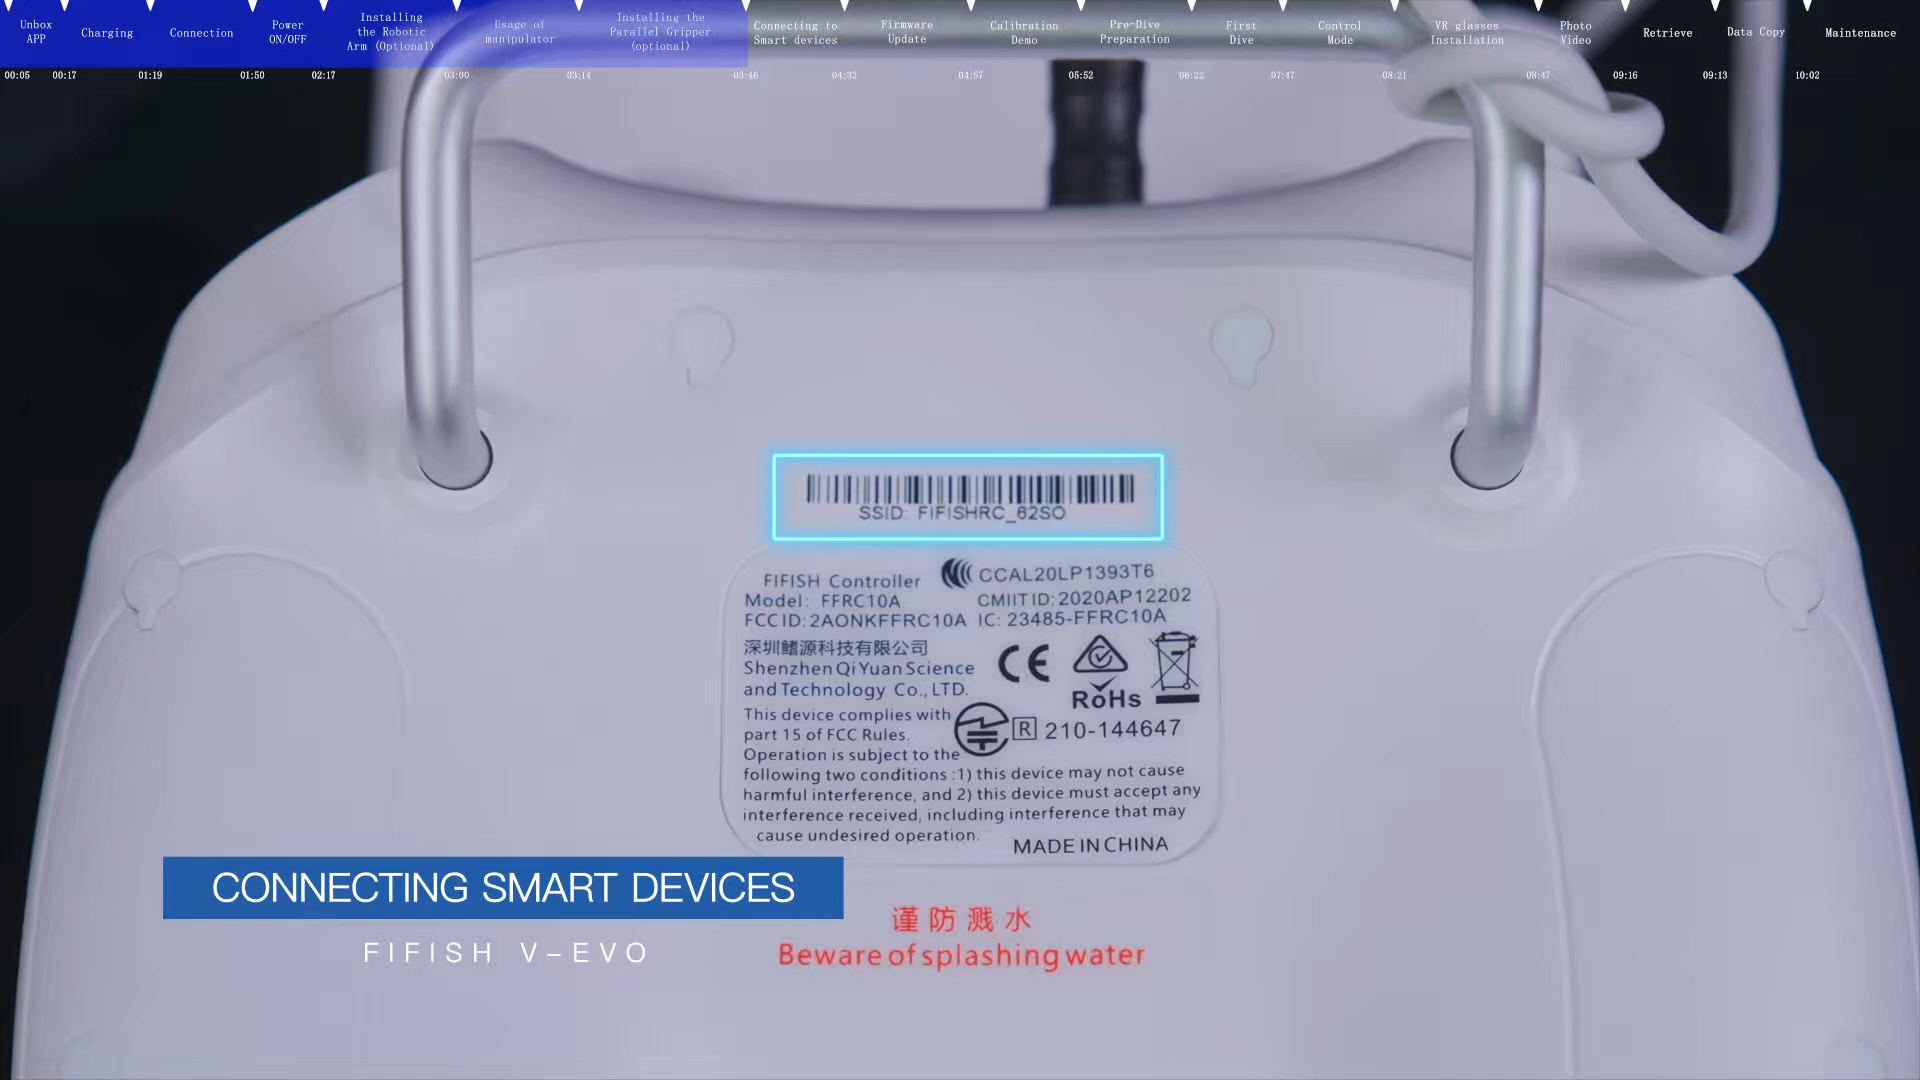 Unbox
APP
Charging
Connection
Power
ON/OFF
Installing
the Robotic
Arm (Optional)
Usage of
manipulator
Installing the
Parallel Gripper
(optional)
Connecting to
Smart devices
Firmware
Update
Calibration
Demo
Pre-Dive
Preparation
First
Dive
Control
Mode
VR glasses
Installation
Photo
Video
Retrieve
Data Copy
Maintenance
00:05 00:17 01:19 01:50 02:17 03:00 03:14 03:46 04:32 04:57 05:52 06:22 07:47 08:21 08:47 09:16 09:13 10:02
SSID: FIFISHRC_62SO
FIFISH Controller CCAL20LP1393T6
Model: FFRC10A CMIIT ID: 2020AP12202
FCC ID: 2AONKFFRC10A IC: 23485-FFRC10A
深圳鳍源科技有限公司
Shenzhen Qi Yuan Science
and Technology Co., LTD.
CE
RoHS
This device complies with
part 15 of FCC Rules.
R 210-144647
Operation is subject to the
following two conditions :1) this device may not cause
harmful interference, and 2) this device must accept any
interference received, including interference that may
cause undesired operation.
MADE IN CHINA
CONNECTING SMART DEVICES
FIFISH V-EVO
谨防溅水
Beware of splashing water